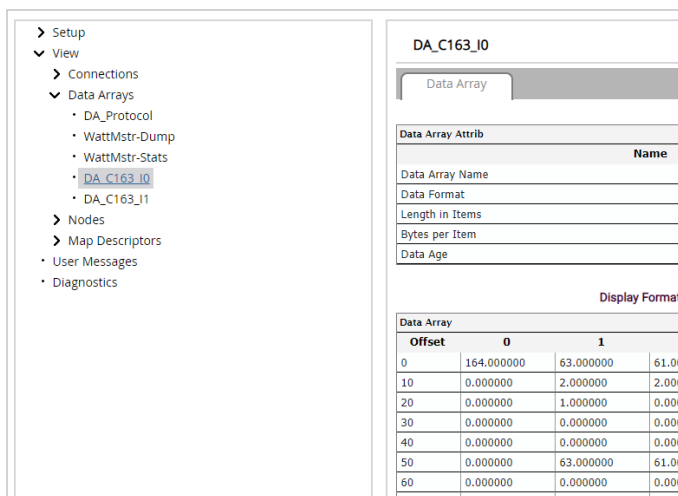 Setup
View
Connections
Data Arrays
DA_Protocol
WattMstr-Dump
WattMstr-Stats
DA_C163_I0
DA_C163_I1
Nodes
Map Descriptors
User Messages
Diagnostics
DA_C163_I0
Data Array
Data Array Attrib
Name
Data Array Name
Data Format
Length in Items
Bytes per Item
Data Age
Display Format
Data Array
Offset 0 1
0 164.000000 63.000000 61.00
10 0.000000 2.000000 2.000
20 0.000000 1.000000 0.000
30 0.000000 0.000000 0.000
40 0.000000 0.000000 0.000
50 0.000000 63.000000 61.00
60 0.000000 0.000000 0.000